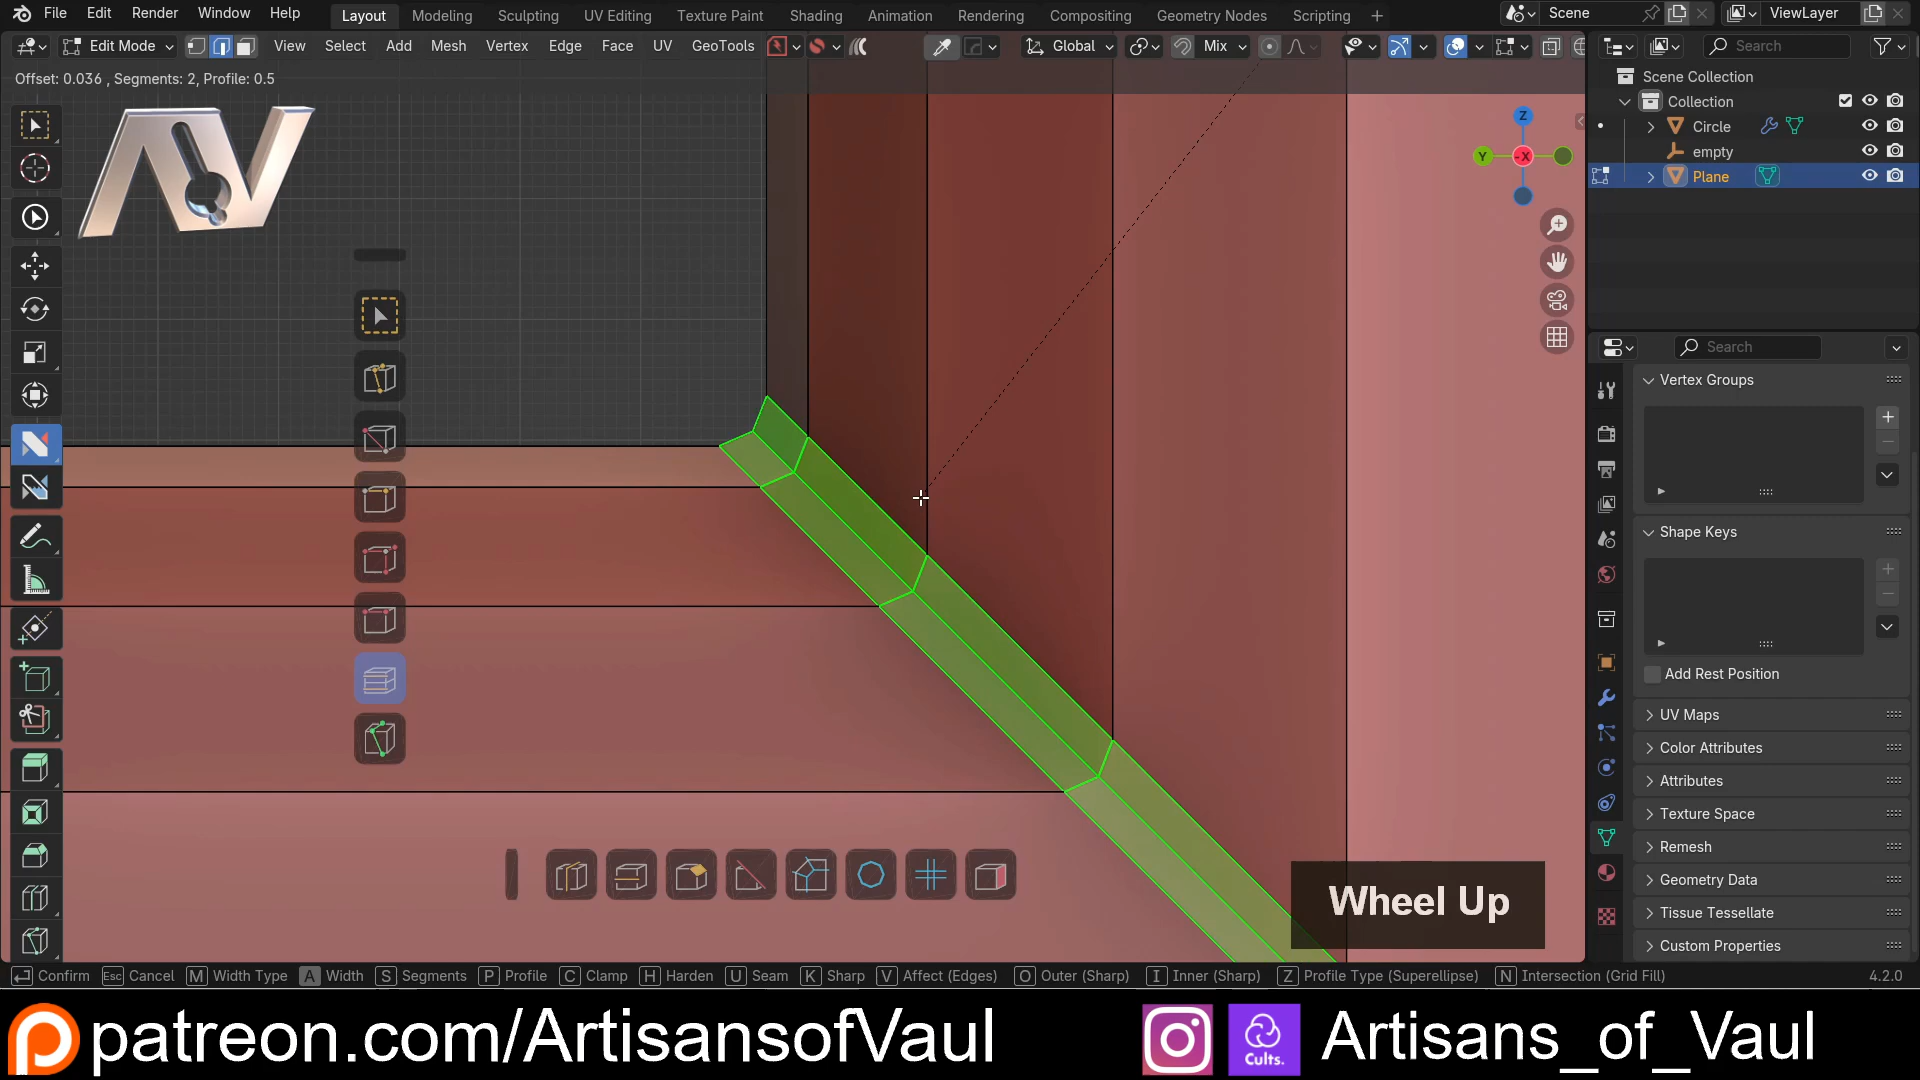 File Edit Render Window Help Layout Modeling Sculpting UV Editing Texture Paint Shading Animation Rendering Compositing Geometry Nodes Scripting + Scene ViewLayer
Edit Mode View Select Add Mesh Vertex Edge Face UV GeoTools Global Mix Search
Offset: 0.036 , Segments: 2, Profile: 0.5
Scene Collection
Collection
Circle
empty
Plane
Z
Y
-X
Search
Vertex Groups
Shape Keys
Add Rest Position
UV Maps
Color Attributes
Attributes
Texture Space
Remesh
Geometry Data
Tissue Tessellate
Custom Properties
Wheel Up
Confirm Esc Cancel M Width Type A Width S Segments P Profile C Clamp H Harden U Seam K Sharp V Affect (Edges) O Outer (Sharp) I Inner (Sharp) Z Profile Type (Superellipse) N Intersection (Grid Fill) 4.2.0
patreon.com/ArtisansofVaul Cults. Artisans_of_Vaul